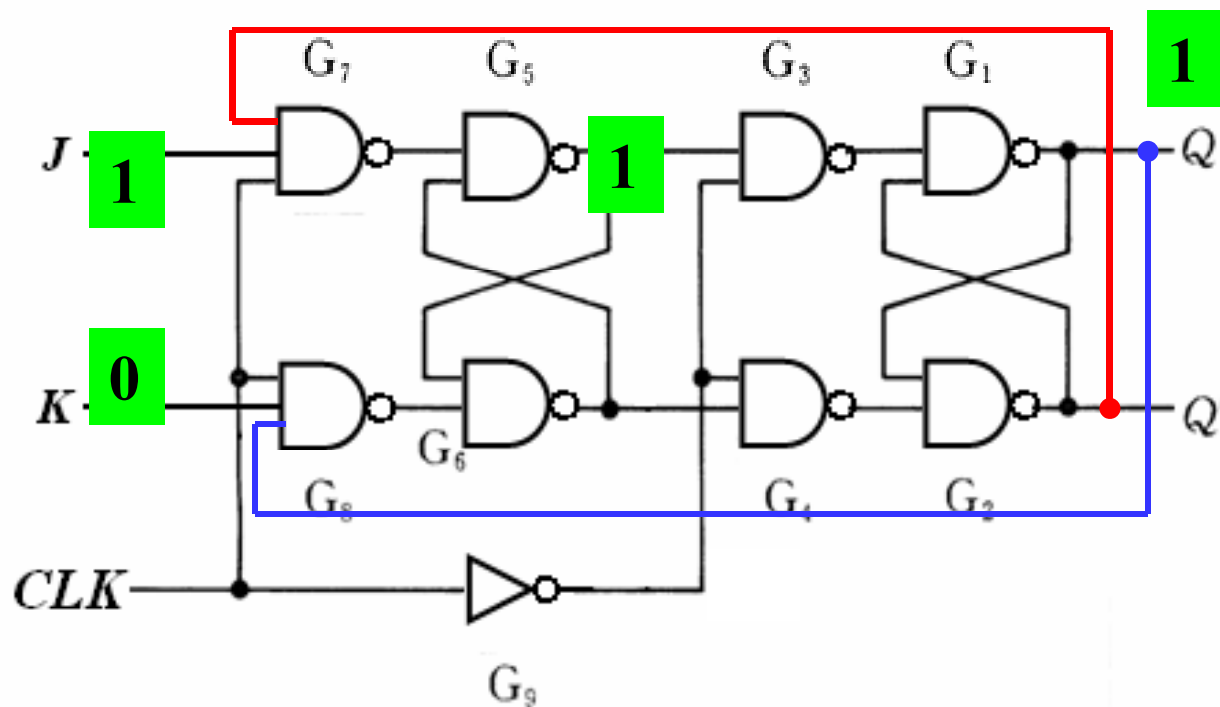 1
G₇ G₅ G₃ G₁
J 1 1 Q
K 0 Q
G₆
G₈ G₄ G₂
CLK
G₉